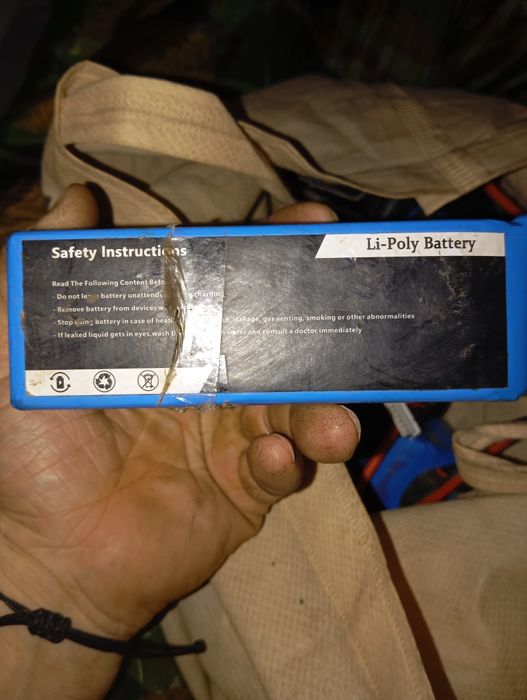 Safety Instructions
Li-Poly Battery
Read The Following Content
- Do not battery unattended charging
- Remove battery from devices
- Stop using battery in case of leakage, gas venting, smoking or other abnormalities
- If leaked liquid gets in eyes,wash water and consult a doctor immediately